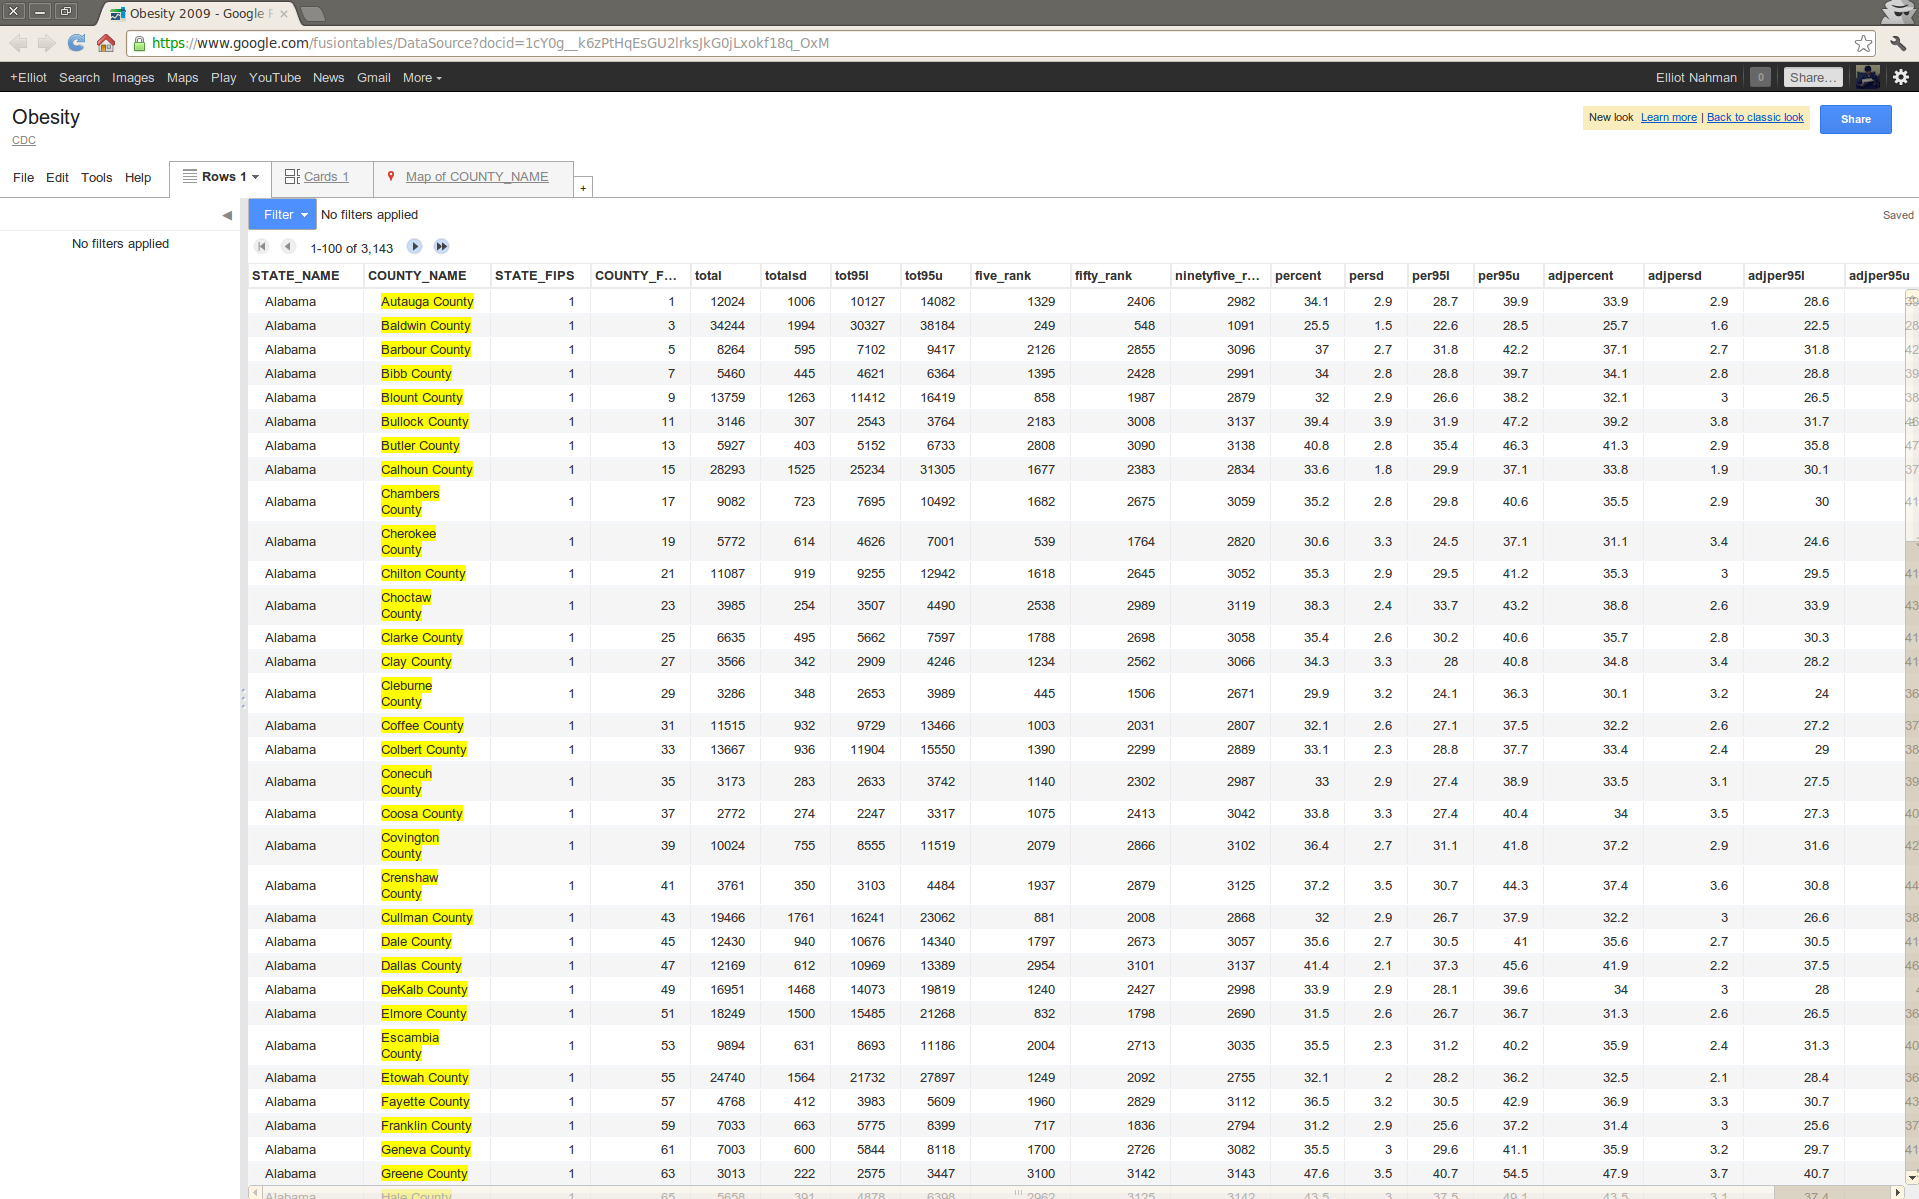 Obesity 2009 - Google F
https://www.google.com/fusiontables/DataSource?docid=1cY0g__k6zPtHqEsGU2lrksJkG0jLxokf18q_OxM
+Elliot Search Images Maps Play YouTube News Gmail More Elliot Nahman 0 Share...
Obesity
New look Learn more | Back to classic look Share
CDC
File Edit Tools Help Rows 1 Cards 1 Map of COUNTY_NAME +
Filter No filters applied Saved
No filters applied
1-100 of 3,143
STATE_NAME COUNTY_NAME STATE_FIPS COUNTY_F... total totalsd tot95l tot95u five_rank fifty_rank ninetyfive_r... percent persd per95l per95u adjpercent adjpersd adjper95l adjper95u
Alabama Autauga County 1 1 12024 1006 10127 14082 1329 2406 2982 34.1 2.9 28.7 39.9 33.9 2.9 28.6 39
Alabama Baldwin County 1 3 34244 1994 30327 38184 249 548 1091 25.5 1.5 22.6 28.5 25.7 1.6 22.5 28
Alabama Barbour County 1 5 8264 595 7102 9417 2126 2855 3096 37 2.7 31.8 42.2 37.1 2.7 31.8 42
Alabama Bibb County 1 7 5460 445 4621 6364 1395 2428 2991 34 2.8 28.8 39.7 34.1 2.8 28.8 39
Alabama Blount County 1 9 13759 1263 11412 16419 858 1987 2879 32 2.9 26.6 38.2 32.1 3 26.5 38
Alabama Bullock County 1 11 3146 307 2543 3764 2183 3008 3137 39.4 3.9 31.9 47.2 39.2 3.8 31.7 46
Alabama Butler County 1 13 5927 403 5152 6733 2808 3090 3138 40.8 2.8 35.4 46.3 41.3 2.9 35.8 47
Alabama Calhoun County 1 15 28293 1525 25234 31305 1677 2383 2834 33.6 1.8 29.9 37.1 33.8 1.9 30.1 37
Alabama Chambers County 1 17 9082 723 7695 10492 1682 2675 3059 35.2 2.8 29.8 40.6 35.5 2.9 30 41
Alabama Cherokee County 1 19 5772 614 4626 7001 539 1764 2820 30.6 3.3 24.5 37.1 31.1 3.4 24.6
Alabama Chilton County 1 21 11087 919 9255 12942 1618 2645 3052 35.3 2.9 29.5 41.2 35.3 3 29.5 41
Alabama Choctaw County 1 23 3985 254 3507 4490 2538 2989 3119 38.3 2.4 33.7 43.2 38.8 2.6 33.9 43
Alabama Clarke County 1 25 6635 495 5662 7597 1788 2698 3058 35.4 2.6 30.2 40.6 35.7 2.8 30.3 41
Alabama Clay County 1 27 3566 342 2909 4246 1234 2562 3066 34.3 3.3 28 40.8 34.8 3.4 28.2 41
Alabama Cleburne County 1 29 3286 348 2653 3989 445 1506 2671 29.9 3.2 24.1 36.3 30.1 3.2 24 36
Alabama Coffee County 1 31 11515 932 9729 13466 1003 2031 2807 32.1 2.6 27.1 37.5 32.2 2.6 27.2 37
Alabama Colbert County 1 33 13667 936 11904 15550 1390 2299 2889 33.1 2.3 28.8 37.7 33.4 2.4 29 38
Alabama Conecuh County 1 35 3173 283 2633 3742 1140 2302 2987 33 2.9 27.4 38.9 33.5 3.1 27.5 39
Alabama Coosa County 1 37 2772 274 2247 3317 1075 2413 3042 33.8 3.3 27.4 40.4 34 3.5 27.3 40
Alabama Covington County 1 39 10024 755 8555 11519 2079 2866 3102 36.4 2.7 31.1 41.8 37.2 2.9 31.6 42
Alabama Crenshaw County 1 41 3761 350 3103 4484 1937 2879 3125 37.2 3.5 30.7 44.3 37.4 3.6 30.8 44
Alabama Cullman County 1 43 19466 1761 16241 23062 881 2008 2868 32 2.9 26.7 37.9 32.2 3 26.6 38
Alabama Dale County 1 45 12430 940 10676 14340 1797 2673 3057 35.6 2.7 30.5 41 35.6 2.7 30.5 41
Alabama Dallas County 1 47 12169 612 10969 13389 2954 3101 3137 41.4 2.1 37.3 45.6 41.9 2.2 37.5 46
Alabama DeKalb County 1 49 16951 1468 14073 19819 1240 2427 2998 33.9 2.9 28.1 39.6 34 3 28
Alabama Elmore County 1 51 18249 1500 15485 21268 832 1798 2690 31.5 2.6 26.7 36.7 31.3 2.6 26.5 36
Alabama Escambia County 1 53 9894 631 8693 11186 2004 2713 3035 35.5 2.3 31.2 40.2 35.9 2.4 31.3 40
Alabama Etowah County 1 55 24740 1564 21732 27897 1249 2092 2755 32.1 2 28.2 36.2 32.5 2.1 28.4 36
Alabama Fayette County 1 57 4768 412 3983 5609 1960 2829 3112 36.5 3.2 30.5 42.9 36.9 3.3 30.7 43
Alabama Franklin County 1 59 7033 663 5775 8399 717 1836 2794 31.2 2.9 25.6 37.2 31.4 3 25.6 37
Alabama Geneva County 1 61 7003 600 5844 8118 1700 2726 3082 35.5 3 29.6 41.1 35.9 3.2 29.7 41
Alabama Greene County 1 63 3013 222 2575 3447 3100 3142 3143 47.6 3.5 40.7 54.5 47.9 3.7 40.7
Alabama Hale County 1 65 5658 391 4878 6398 2962 3125 3142 43.5 3 37.5 49.1 43.5 3.1 37.4